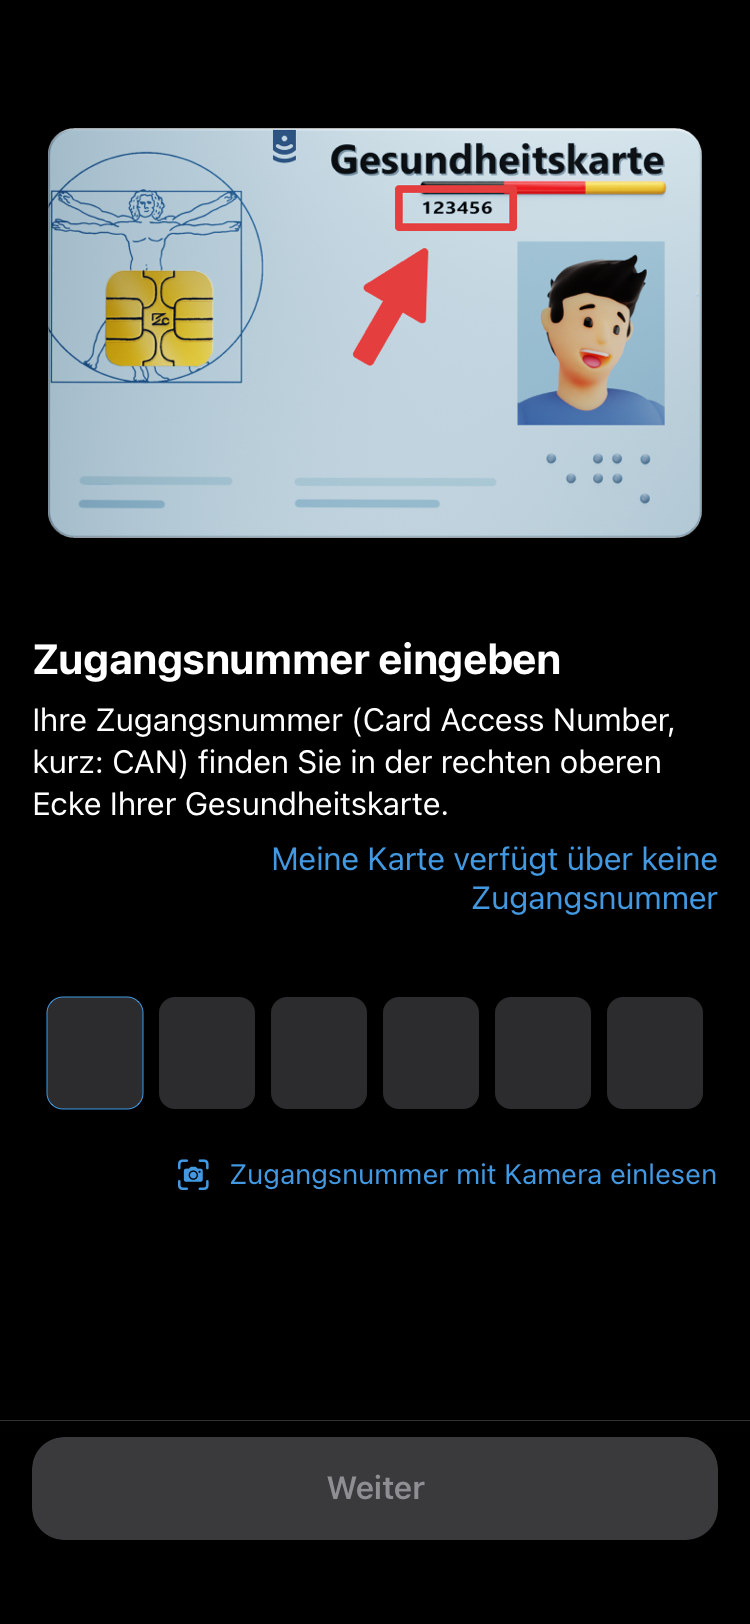 Gesundheitskarte
123456
Zugangsnummer eingeben
Ihre Zugangsnummer (Card Access Number,
kurz: CAN) finden Sie in der rechten oberen
Ecke Ihrer Gesundheitskarte.
Meine Karte verfügt über keine
Zugangsnummer
Zugangsnummer mit Kamera einlesen
Weiter